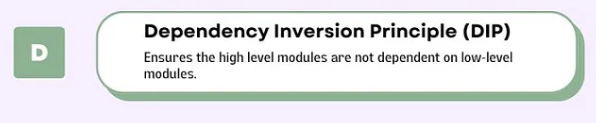 D
Dependency Inversion Principle (DIP)
Ensures the high level modules are not dependent on low-level
modules.